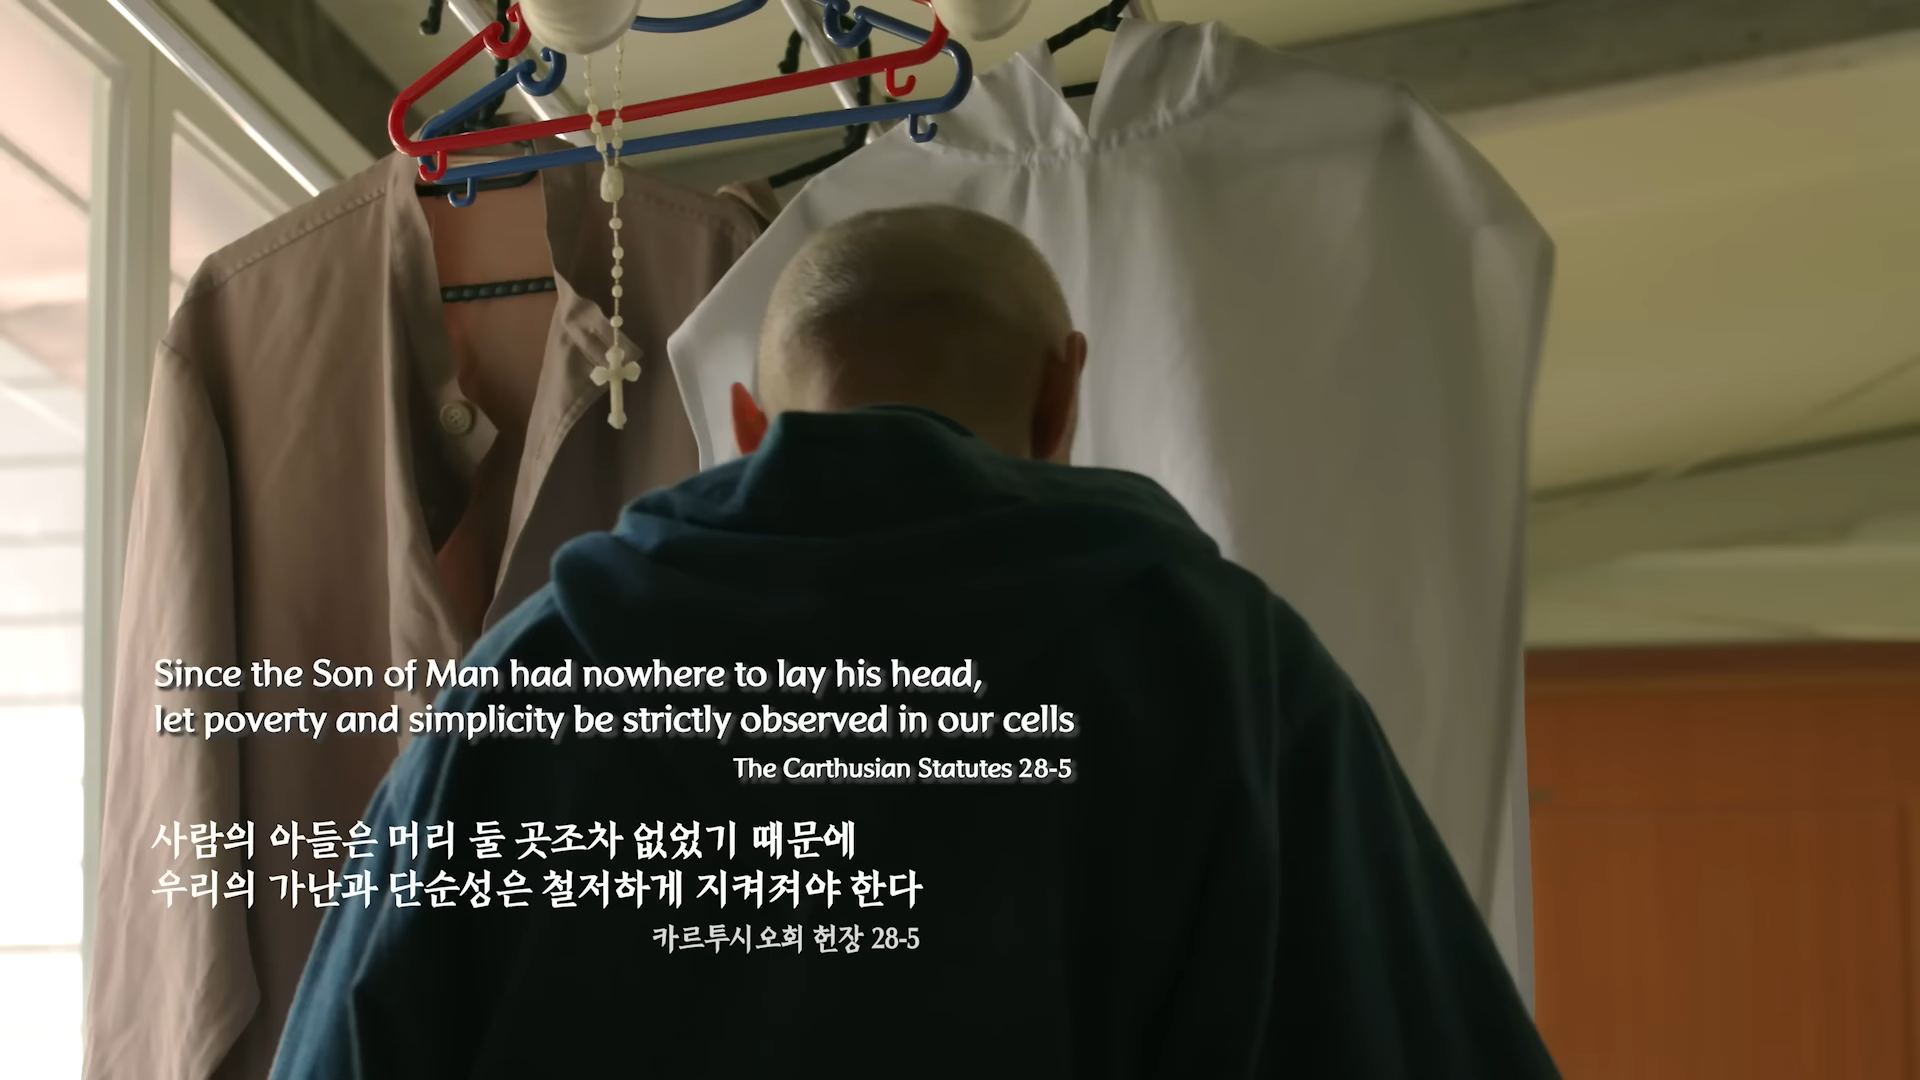 Since the Son of Man had nowhere to lay his head,
let poverty and simplicity be strictly observed in our cells
The Carthusian Statutes 28-5
사람의 아들은 머리 둘 곳조차 없었기 때문에
우리의 가난과 단순성은 철저하게 지켜져야 한다
카르투시오회 헌장 28-5